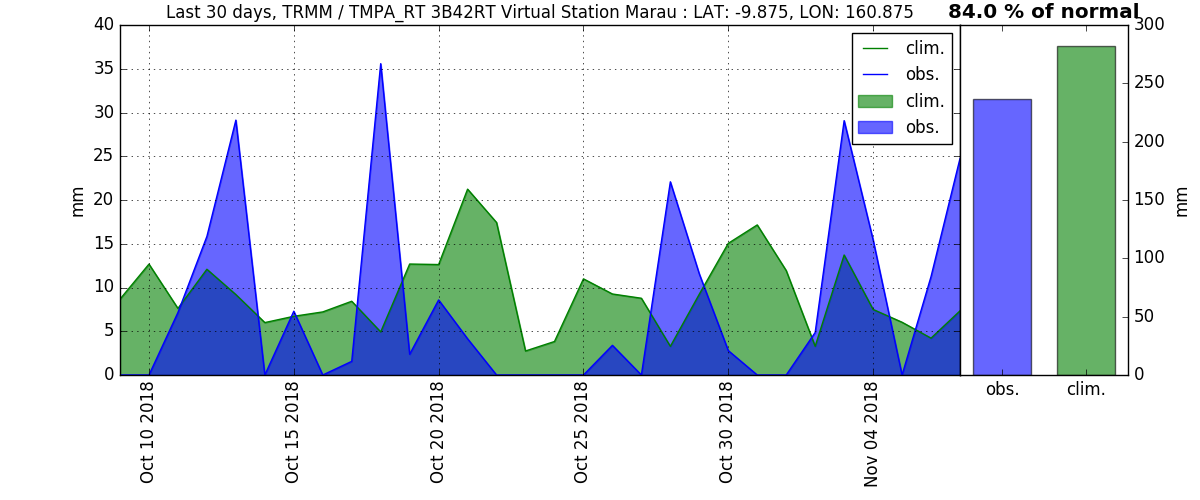 Last 30 days, TRMM / TMPA_RT 3B42RT Virtual Station Marau : LAT: -9.875, LON: 160.875
84.0 % of normal
40
35
30
25
20
15
10
5
0
mm
clim.
obs.
clim.
obs.
Oct 10 2018
Oct 15 2018
Oct 20 2018
Oct 25 2018
Oct 30 2018
Nov 04 2018
300
250
200
150
100
50
0
mm
obs.
clim.